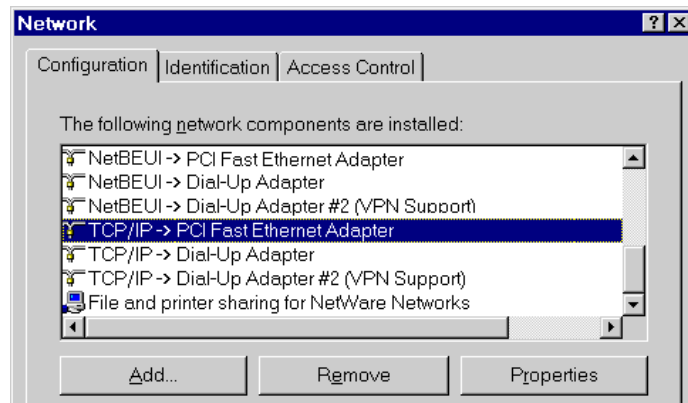 Network
Configuration Identification Access Control
The following network components are installed:
NetBEUI -> PCI Fast Ethernet Adapter
NetBEUI -> Dial-Up Adapter
NetBEUI -> Dial-Up Adapter #2 (VPN Support)
TCP/IP -> PCI Fast Ethernet Adapter
TCP/IP -> Dial-Up Adapter
TCP/IP -> Dial-Up Adapter #2 (VPN Support)
File and printer sharing for NetWare Networks
Add... Remove Properties